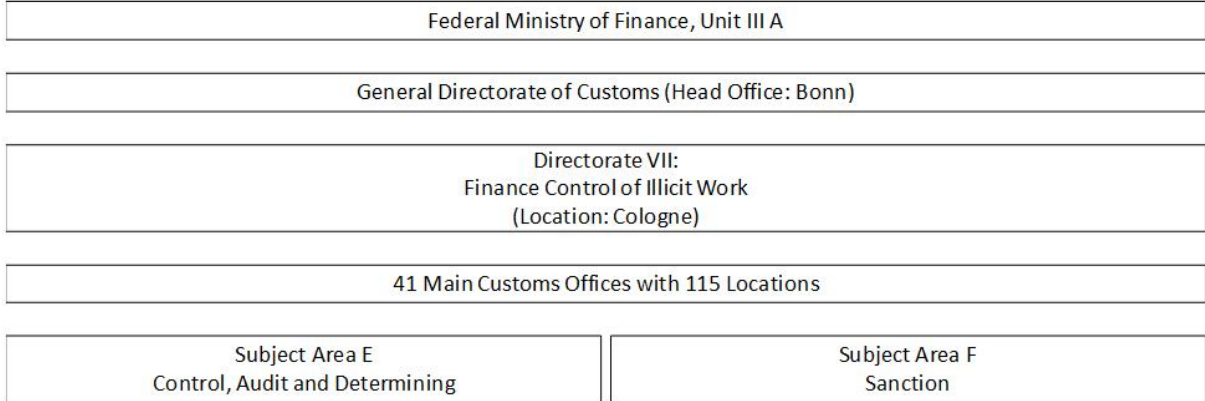 Federal Ministry of Finance, Unit III A
General Directorate of Customs (Head Office: Bonn)
Directorate VII:
Finance Control of Illicit Work
(Location: Cologne)
41 Main Customs Offices with 115 Locations
Subject Area E
Control, Audit and Determining
Subject Area F
Sanction